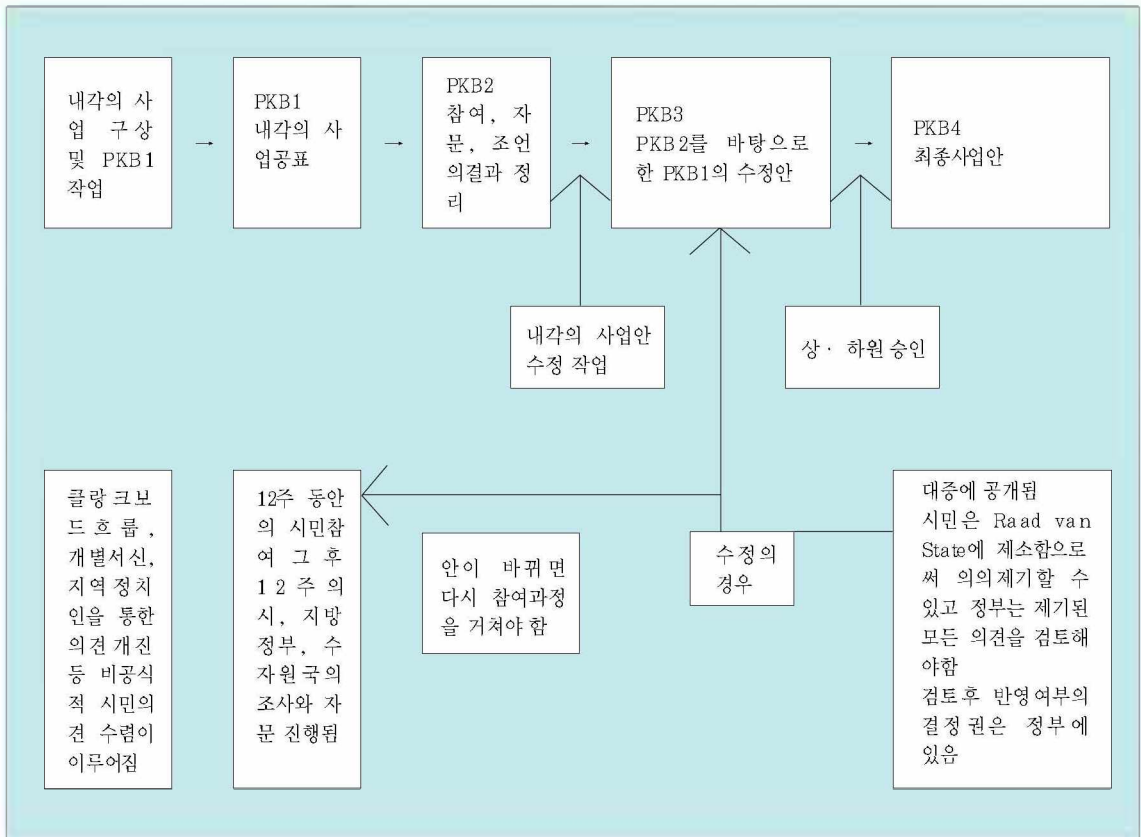 내각의 사
업 구상
및 PKB1
작업
→
PKB1
내각의 사
업공표
→
PKB2
참여, 자
문, 조언
의결과 정
리
→
PKB3
PKB2를 바탕으로
한 PKB1의 수정안
→
PKB4
최종사업안
내각의 사업안
수정 작업
상· 하원 승인
클랑크보
드흐룹,
개별서신,
지역정치
인을 통한
의견개진
등 비공식
적 시민의
견 수렴이
이루어짐
12주 동안
의 시민참
여 그 후
12주의
시, 지방
정부, 수
자원국의
조사와 자
문 진행됨
안이 바뀌면
다시 참여과정
을 거쳐야 함
수정의
경우
대중에 공개됨
시민은 Raad van
State에 제소함으로
써 의의제기할 수
있고 정부는 제기된
모든 의견을 검토해
야함
검토후 반영여부의
결정권은 정부에
있음